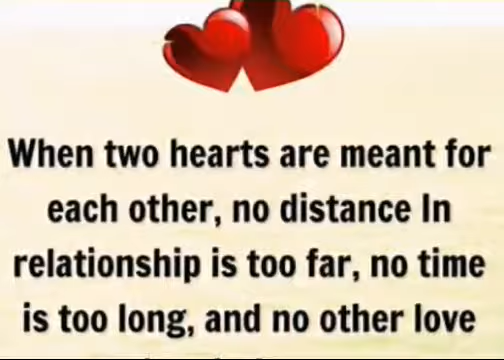 When two hearts are meant for
each other, no distance In
relationship is too far, no time
is too long, and no other love